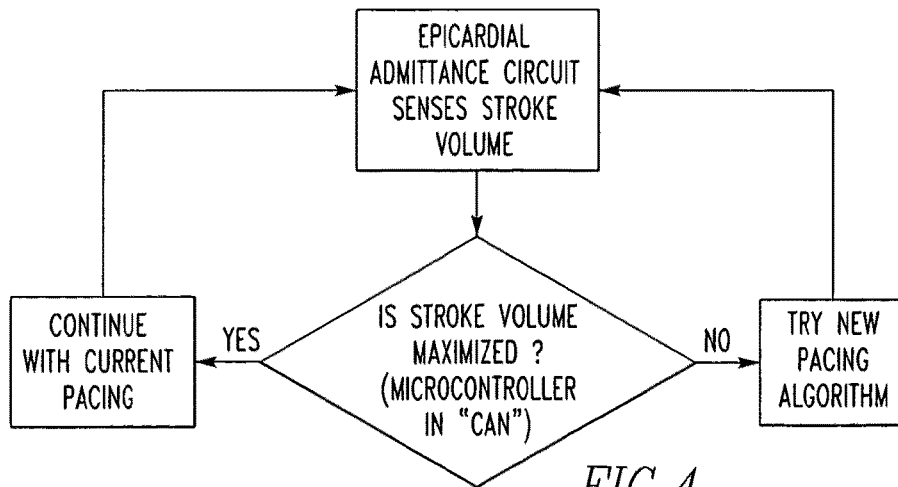 EPICARDIAL
ADMITTANCE CIRCUIT
SENSES STROKE
VOLUME
CONTINUE
WITH CURRENT
PACING
YES
IS STROKE VOLUME
MAXIMIZED ?
(MICROCONTROLLER
IN "CAN")
NO
TRY NEW
PACING
ALGORITHM
FIG. 4